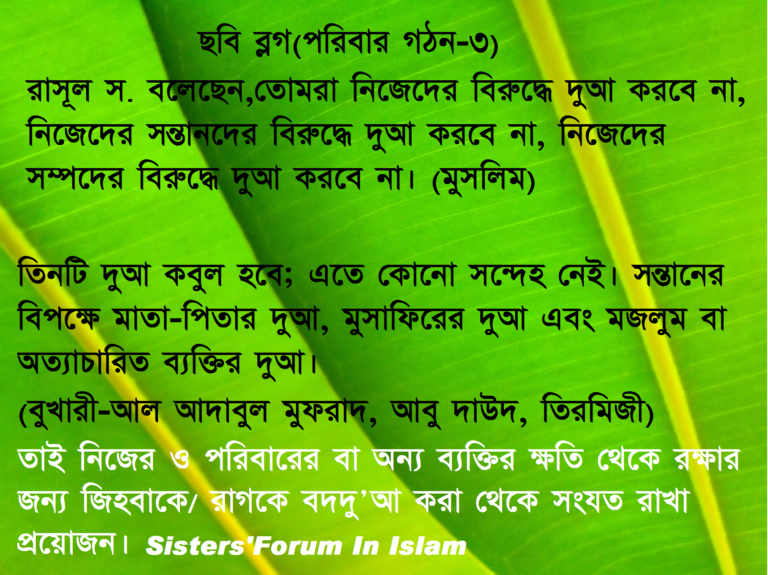 ছবি ব্লগ(পরিবার গঠন-৩)
রাসূল স. বলেছেন,তোমরা নিজেদের বিরুদ্ধে দুআ করবে না,
নিজেদের সন্তানদের বিরুদ্ধে দুআ করবে না, নিজেদের
সম্পদের বিরুদ্ধে দুআ করবে না। (মুসলিম)
তিনটি দুআ কবুল হবে; এতে কোনো সন্দেহ নেই। সন্তানের
বিপক্ষে মাতা-পিতার দুআ, মুসাফিরের দুআ এবং মজলুম বা
অত্যাচারিত ব্যক্তির দুআ।
(বুখারী-আল আদাবুল মুফরাদ, আবু দাউদ, তিরমিজী)
তাই নিজের ও পরিবারের বা অন্য ব্যক্তির ক্ষতি থেকে রক্ষার
জন্য জিহবাকে/ রাগকে বদদু’আ করা থেকে সংযত রাখা
প্রয়োজন। Sisters'Forum In Islam